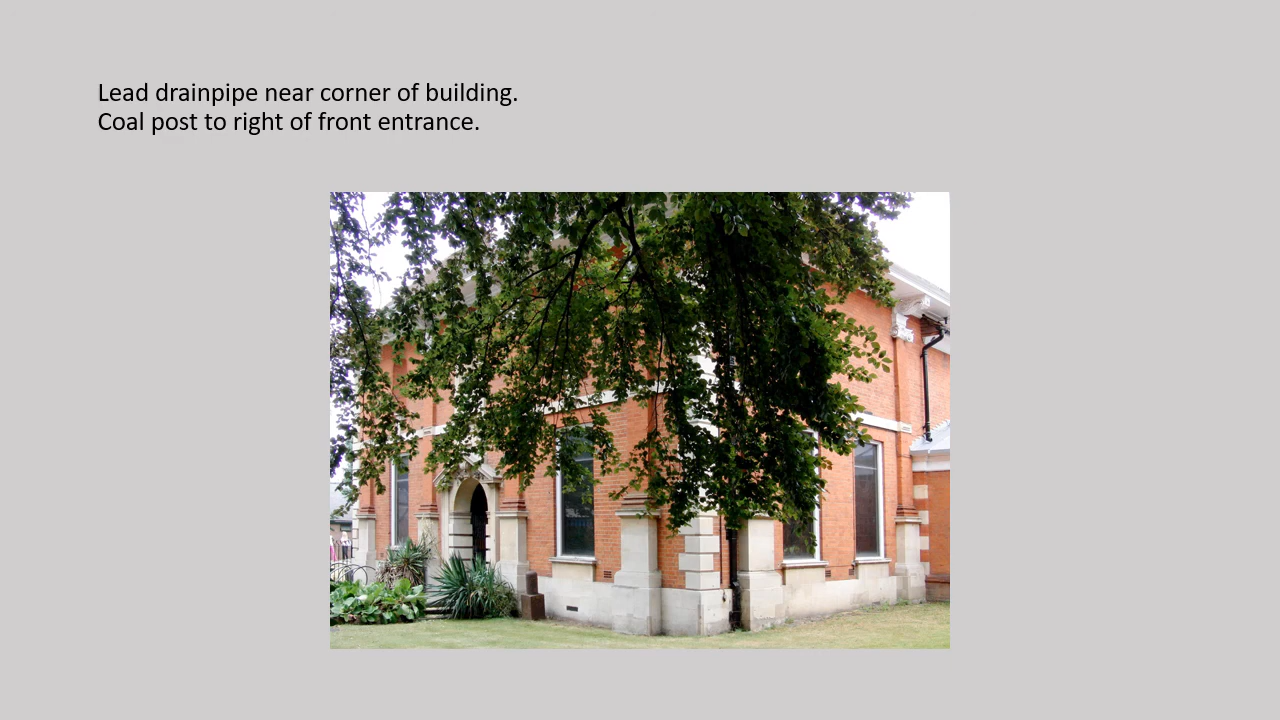 Lead drainpipe near corner of building.
Coal post to right of front entrance.